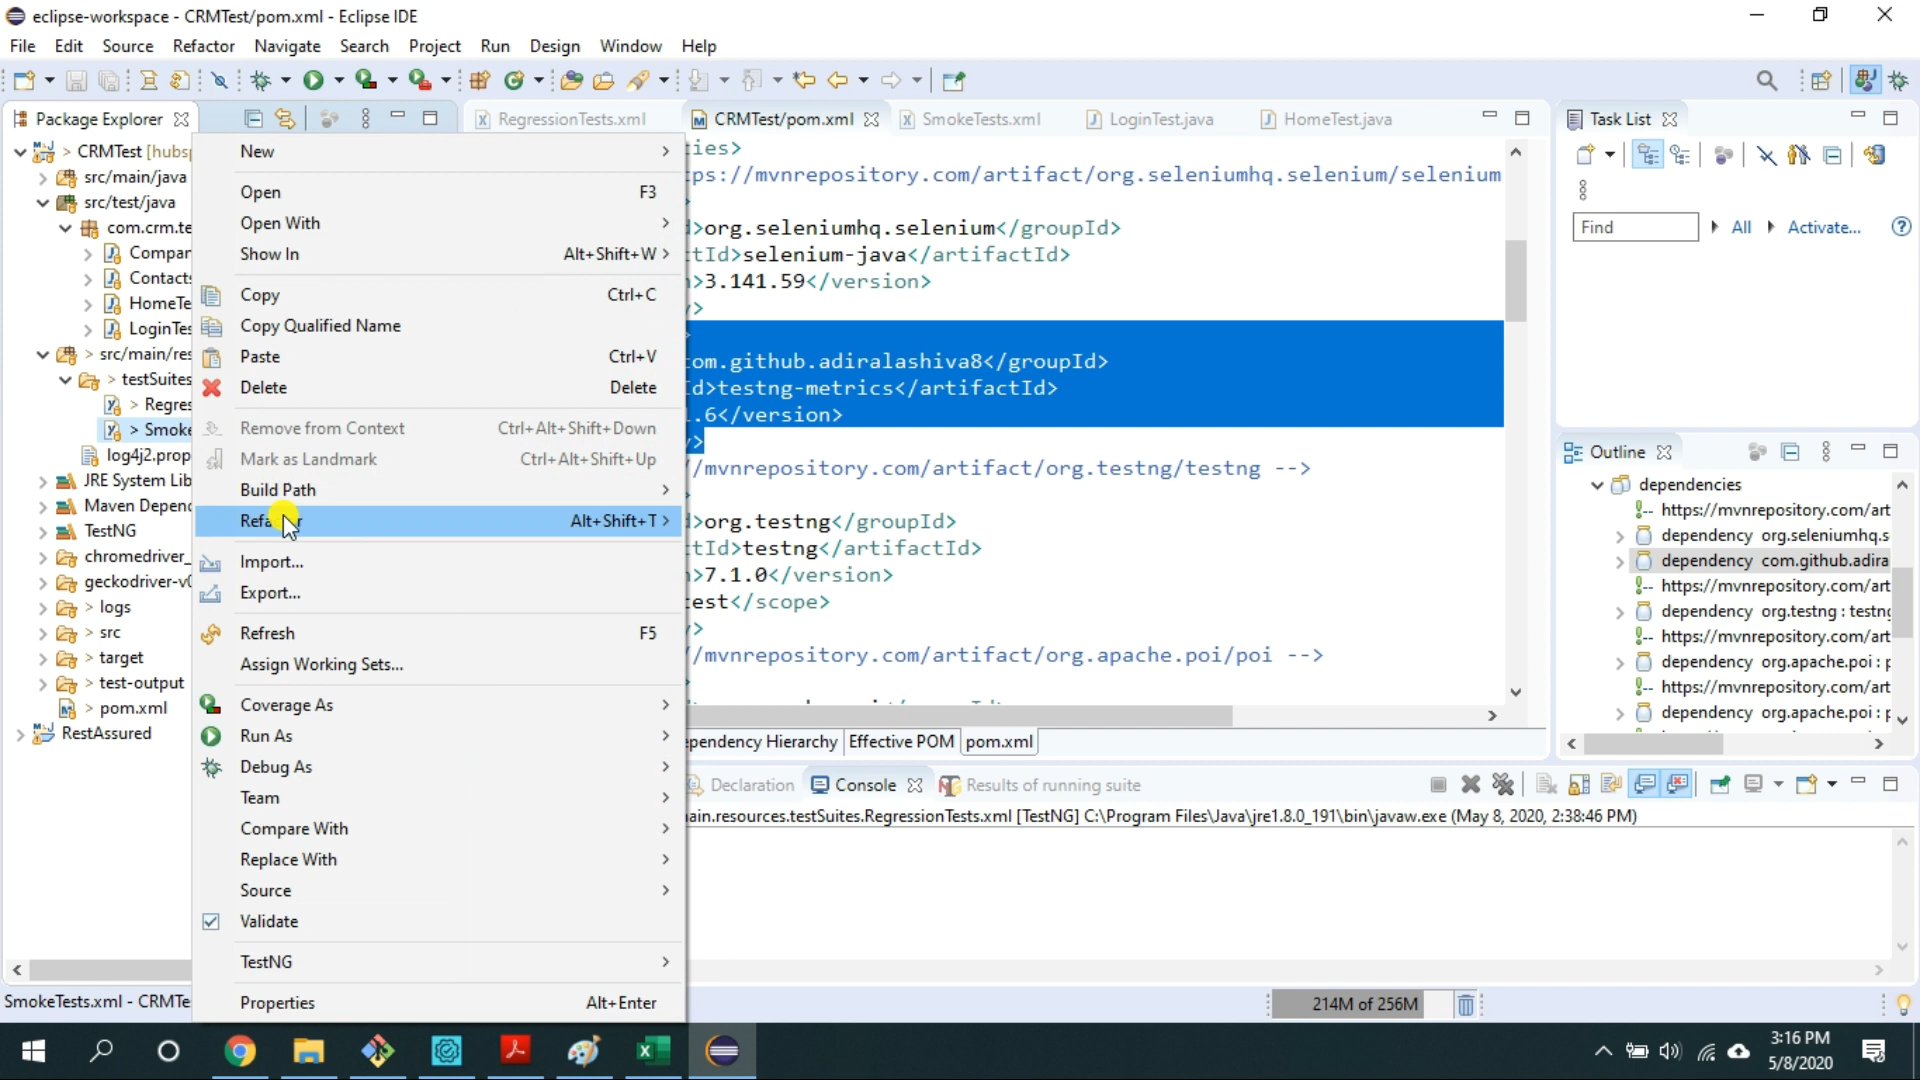 eclipse-workspace - CRMTest/pom.xml - Eclipse IDE
File Edit Source Refactor Navigate Search Project Run Design Window Help
Package Explorer
RegressionTests.xml
CRMTest/pom.xml
SmokeTests.xml
LoginTest.java
HomeTest.java
Task List
> CRMTest [hubsp
src/main/java
src/test/java
com.crm.te
Compar
Contacts
HomeTe
LoginTes
> src/main/res
> testSuites
> Regres
> Smoke
log4j2.prop
JRE System Lib
Maven Depend
TestNG
chromedriver_
geckodriver-v0
> logs
> src
> target
> test-output
> pom.xml
RestAssured
New
Open F3
Open With
Show In Alt+Shift+W
Copy Ctrl+C
Copy Qualified Name
Paste Ctrl+V
Delete Delete
Remove from Context Ctrl+Alt+Shift+Down
Mark as Landmark Ctrl+Alt+Shift+Up
Build Path
Refactor Alt+Shift+T
Import...
Export...
Refresh F5
Assign Working Sets...
Coverage As
Run As
Debug As
Team
Compare With
Replace With
Source
Validate
TestNG
Properties Alt+Enter
ties>
ps://mvnrepository.com/artifact/org.seleniumhq.selenium/selenium
>org.seleniumhq.selenium</groupId>
tId>selenium-java</artifactId>
>3.141.59</version>
>
om.github.adiralashiva8</groupId>
d>testng-metrics</artifactId>
.6</version>
>
/mvnrepository.com/artifact/org.testng/testng -->
>org.testng</groupId>
tId>testng</artifactId>
>7.1.0</version>
est</scope>
>
/mvnrepository.com/artifact/org.apache.poi/poi -->
pendency Hierarchy
Effective POM
pom.xml
Find
All
Activate...
Outline
dependencies
https://mvnrepository.com/art
dependency org.seleniumhq.s
dependency com.github.adira
https://mvnrepository.com/art
dependency org.testng : testng
https://mvnrepository.com/art
dependency org.apache.poi : p
https://mvnrepository.com/art
dependency org.apache.poi : p
Declaration
Console
Results of running suite
ain.resources.testSuites.RegressionTests.xml [TestNG] C:\Program Files\Java\jre1.8.0_191\bin\javaw.exe (May 8, 2020, 2:38:46 PM)
SmokeTests.xml - CRMTe
214M of 256M
3:16 PM
5/8/2020